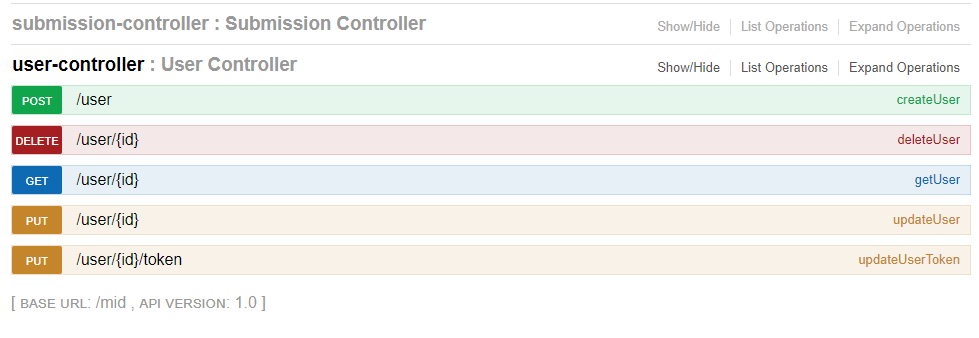 submission-controller : Submission Controller Show/Hide List Operations Expand Operations
user-controller : User Controller Show/Hide List Operations Expand Operations
POST /user createUser
DELETE /user/{id} deleteUser
GET /user/{id} getUser
PUT /user/{id} updateUser
PUT /user/{id}/token updateUserToken
[ BASE URL: /mid , API VERSION: 1.0 ]